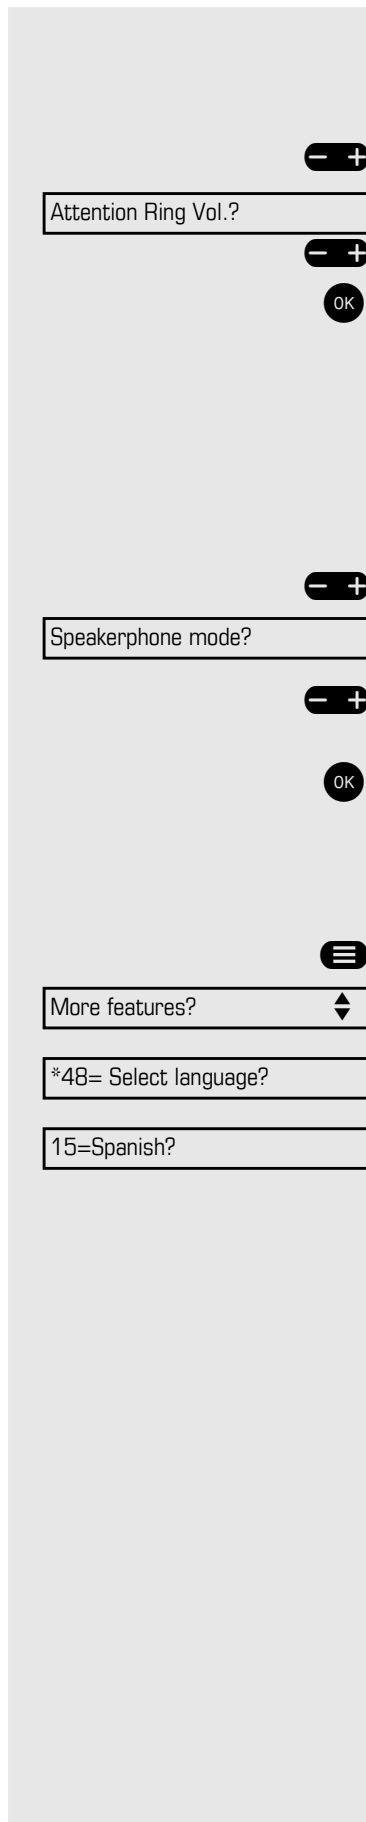 − +
Attention Ring Vol.?
− +
OK
− +
Speakerphone mode?
− +
OK
More features?
*48= Select language?
15=Spanish?